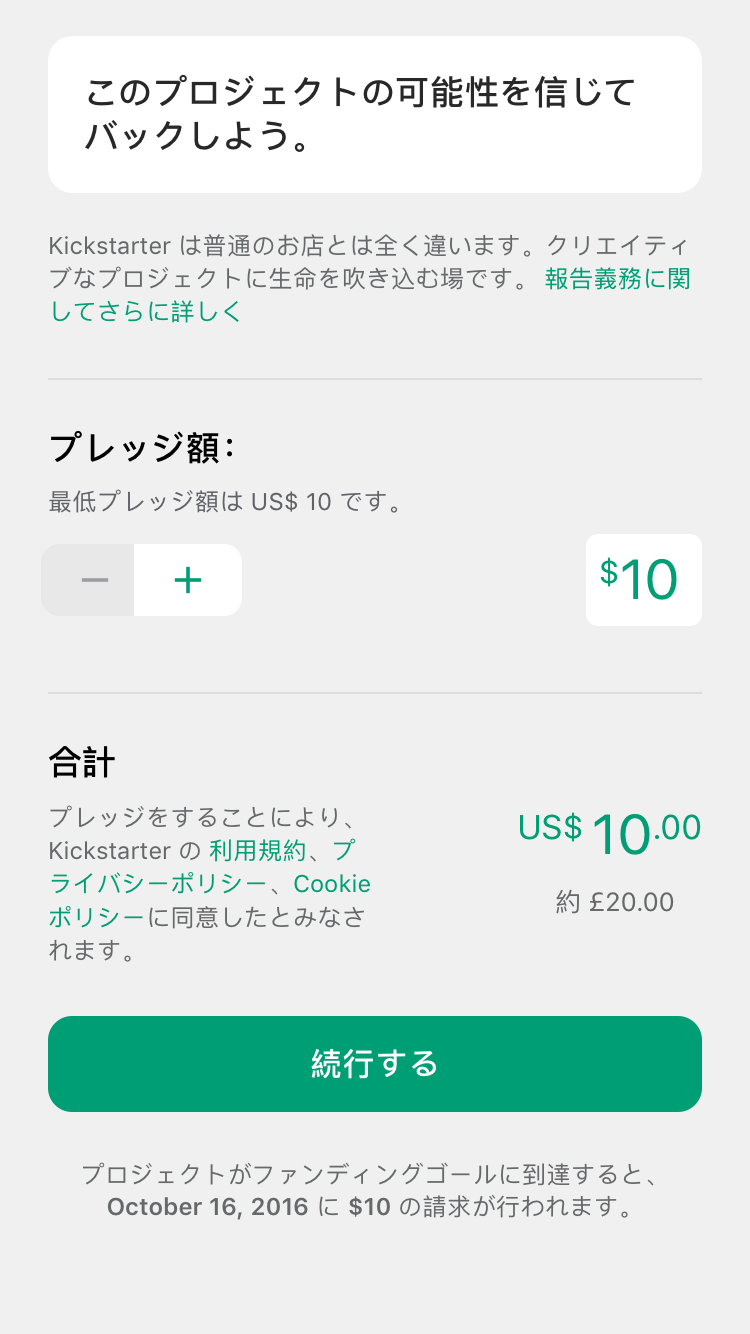 このプロジェクトの可能性を信じて
バックしよう。
Kickstarter は普通のお店とは全く違います。クリエイティ
ブなプロジェクトに生命を吹き込む場です。 報告義務に関
してさらに詳しく
プレッジ額：
最低プレッジ額は US$ 10 です。
− +
$10
合計
プレッジをすることにより、
Kickstarter の 利用規約、プ
ライバシーポリシー、Cookie
ポリシーに同意したとみなさ
れます。
US$ 10.00
約 £20.00
続行する
プロジェクトがファンディングゴールに到達すると、
October 16, 2016 に $10 の請求が行われます。